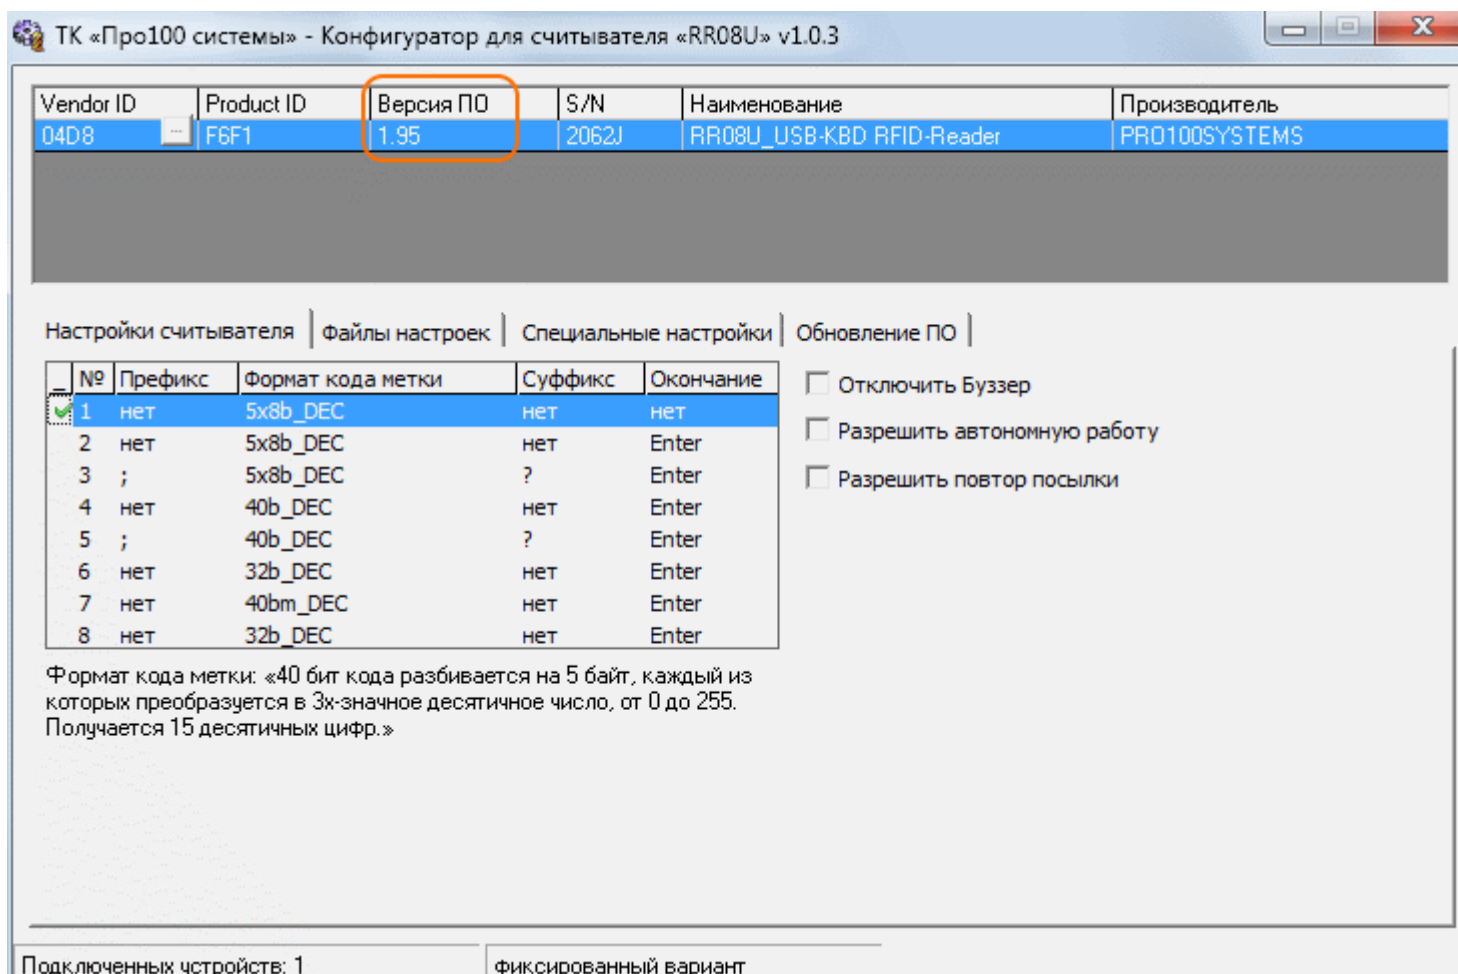 ТК «Про100 системы» - Конфигуратор для считывателя «RR08U» v1.0.3
Vendor ID Product ID Версия ПО S/N Наименование Производитель
04D8 ... F6F1 1.95 2062J RR08U_USB-KBD RFID-Reader PRO100SYSTEMS
Настройки считывателя Файлы настроек Специальные настройки Обновление ПО
_ № Префикс Формат кода метки Суффикс Окончание
1 нет 5x8b_DEC нет нет
2 нет 5x8b_DEC нет Enter
3 ; 5x8b_DEC ? Enter
4 нет 40b_DEC нет Enter
5 ; 40b_DEC ? Enter
6 нет 32b_DEC нет Enter
7 нет 40bm_DEC нет Enter
8 нет 32b_DEC нет Enter
Отключить Буззер
Разрешить автономную работу
Разрешить повтор посылки
Формат кода метки: «40 бит кода разбивается на 5 байт, каждый из
которых преобразуется в 3х-значное десятичное число, от 0 до 255.
Получается 15 десятичных цифр.»
Подключенных устройств: 1 фиксированный вариант